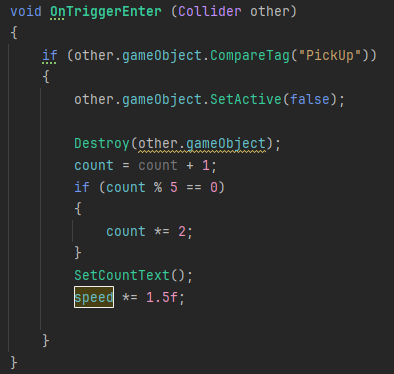 void OnTriggerEnter (Collider other)
{
if (other.gameObject.CompareTag("PickUp"))
{
other.gameObject.SetActive(false);
Destroy(other.gameObject);
count = count + 1;
if (count % 5 == 0)
{
count *= 2;
}
SetCountText();
speed *= 1.5f;
}
}